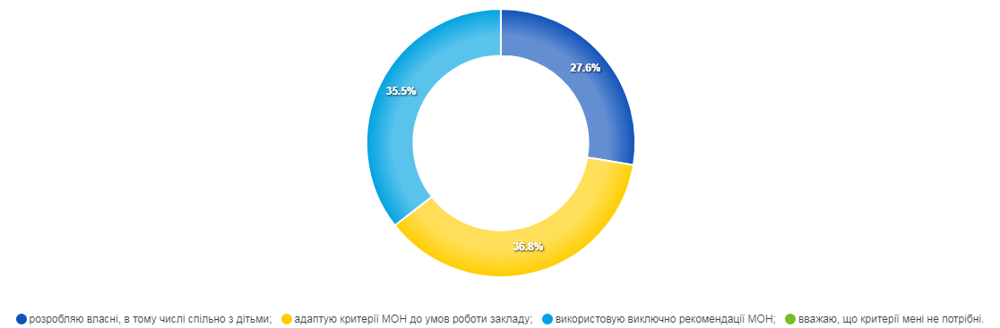 27.6%
35.5%
36.8%
розробляю власні, в тому числі спільно з дітьми; адаптую критерії МОН до умов роботи закладу; використовую виключно рекомендації МОН; вважаю, що критерії мені не потрібні.